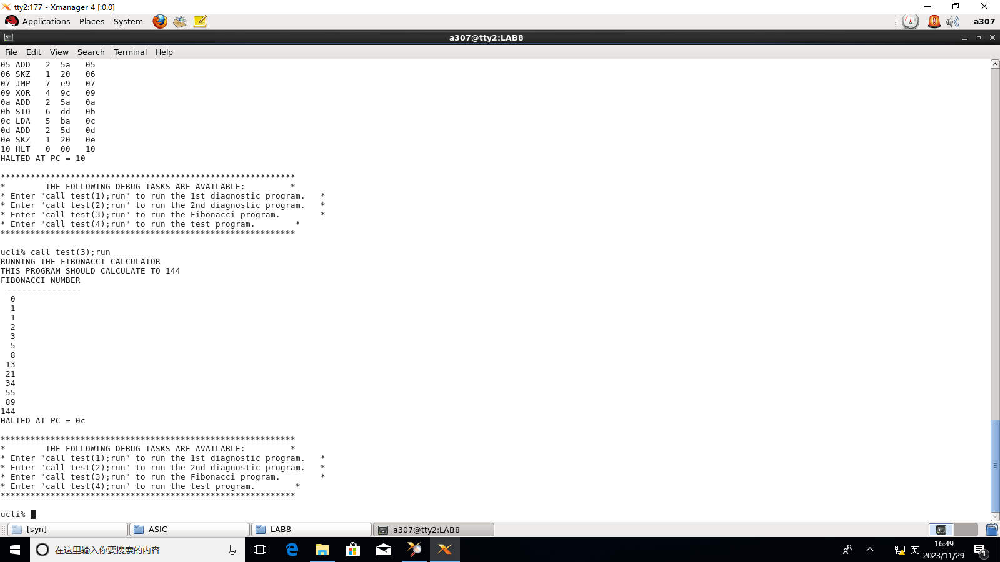 tty2:177 - Xmanager 4 [:0.0]
Applications Places System a307
a307@tty2:LAB8
File Edit View Search Terminal Help
05 ADD   2  5a   05
06 SKZ   1  20   06
07 JMP   7  e9   07
09 XOR   4  9c   09
0a ADD   2  5a   0a
0b STO   6  dd   0b
0c LDA   5  ba   0c
0d ADD   2  5d   0d
0e SKZ   1  20   0e
10 HLT   0  00   10
HALTED AT PC = 10
***********************************************************
*        THE FOLLOWING DEBUG TASKS ARE AVAILABLE:         *
* Enter "call test(1);run" to run the 1st diagnostic program.   *
* Enter "call test(2);run" to run the 2nd diagnostic program.   *
* Enter "call test(3);run" to run the Fibonacci program.        *
* Enter "call test(4);run" to run the test program.        *
***********************************************************
ucli% call test(3);run
RUNNING THE FIBONACCI CALCULATOR
THIS PROGRAM SHOULD CALCULATE TO 144
FIBONACCI NUMBER
 ---------------
  0
  1
  1
  2
  3
  5
  8
 13
 21
 34
 55
 89
144
HALTED AT PC = 0c
***********************************************************
*        THE FOLLOWING DEBUG TASKS ARE AVAILABLE:         *
* Enter "call test(1);run" to run the 1st diagnostic program.   *
* Enter "call test(2);run" to run the 2nd diagnostic program.   *
* Enter "call test(3);run" to run the Fibonacci program.        *
* Enter "call test(4);run" to run the test program.        *
***********************************************************
ucli%
[syn] ASIC LAB8 a307@tty2:LAB8
在这里输入你要搜索的内容
英
16:49
2023/11/29
1